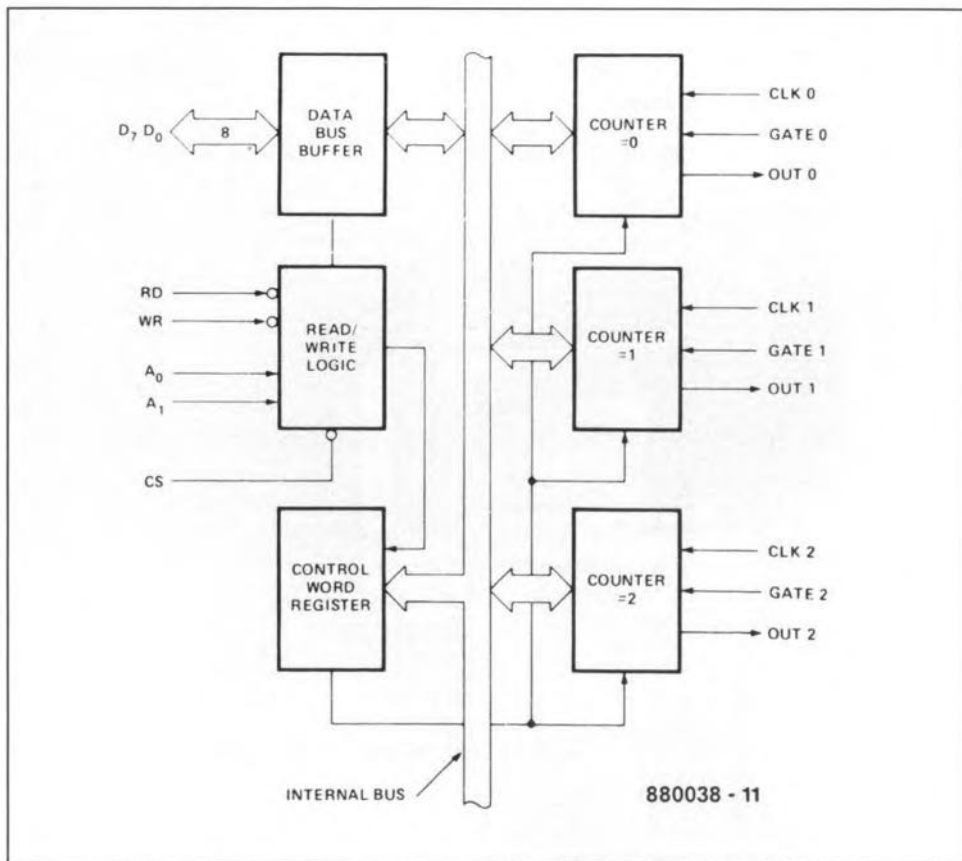 D7 D0
8
DATA
BUS
BUFFER
COUNTER
=0
CLK 0
GATE 0
OUT 0
RD
WR
A0
A1
CS
READ/
WRITE
LOGIC
COUNTER
=1
CLK 1
GATE 1
OUT 1
CONTROL
WORD
REGISTER
COUNTER
=2
CLK 2
GATE 2
OUT 2
INTERNAL BUS
880038 - 11